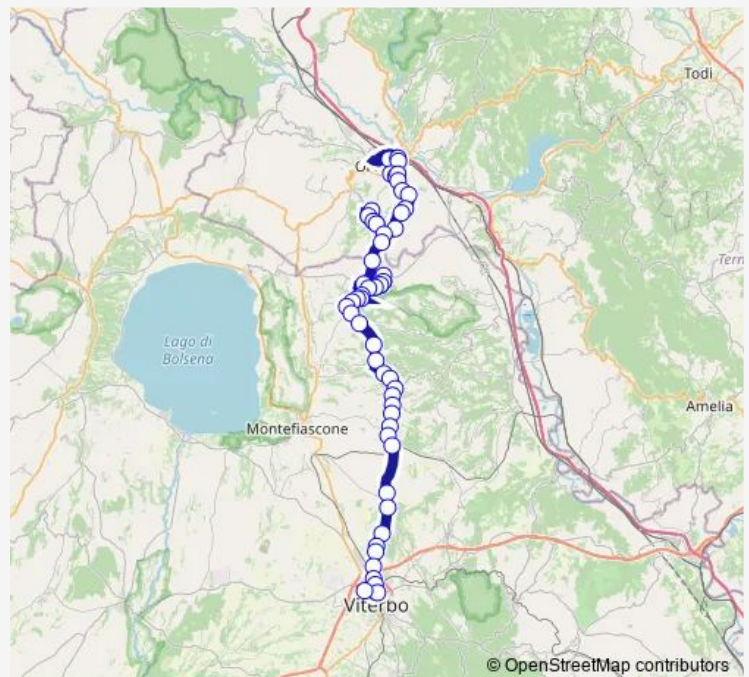 Todi
Lago di
Bolsena
Montefiascone
Amelia
Viterbo
© OpenStreetMap contributors